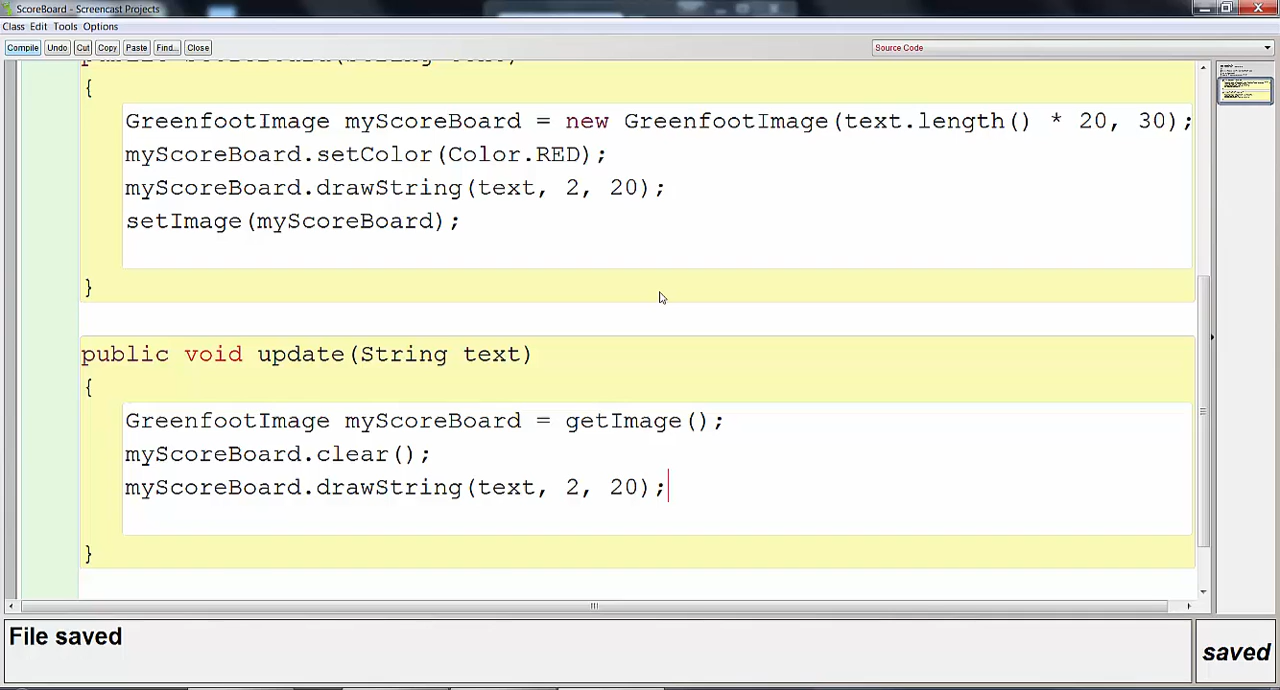 ScoreBoard - Screencast Projects
Class Edit Tools Options
Compile Undo Cut Copy Paste Find... Close Source Code
{
GreenfootImage myScoreBoard = new GreenfootImage(text.length() * 20, 30);
myScoreBoard.setColor(Color.RED);
myScoreBoard.drawString(text, 2, 20);
setImage(myScoreBoard);
}
public void update(String text)
{
GreenfootImage myScoreBoard = getImage();
myScoreBoard.clear();
myScoreBoard.drawString(text, 2, 20);
}
File saved
saved